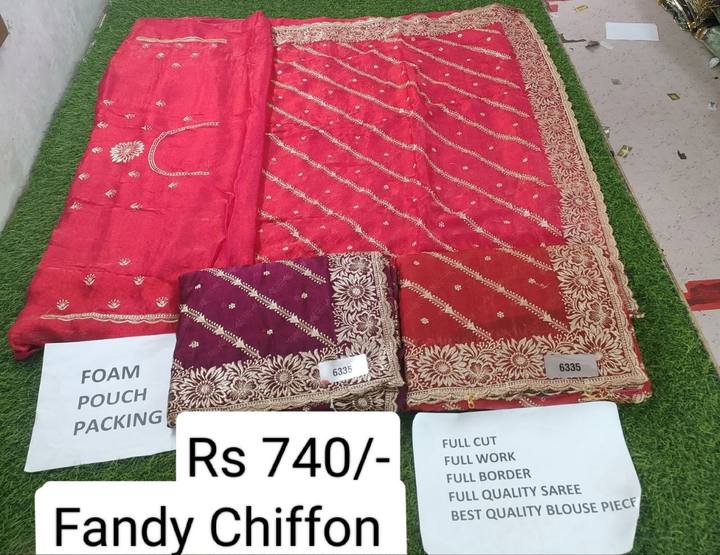 6335
6335
FOAM
POUCH
PACKING
Rs 740/-
Fandy Chiffon
FULL CUT
FULL WORK
FULL BORDER
FULL QUALITY SAREE
BEST QUALITY BLOUSE PIECE